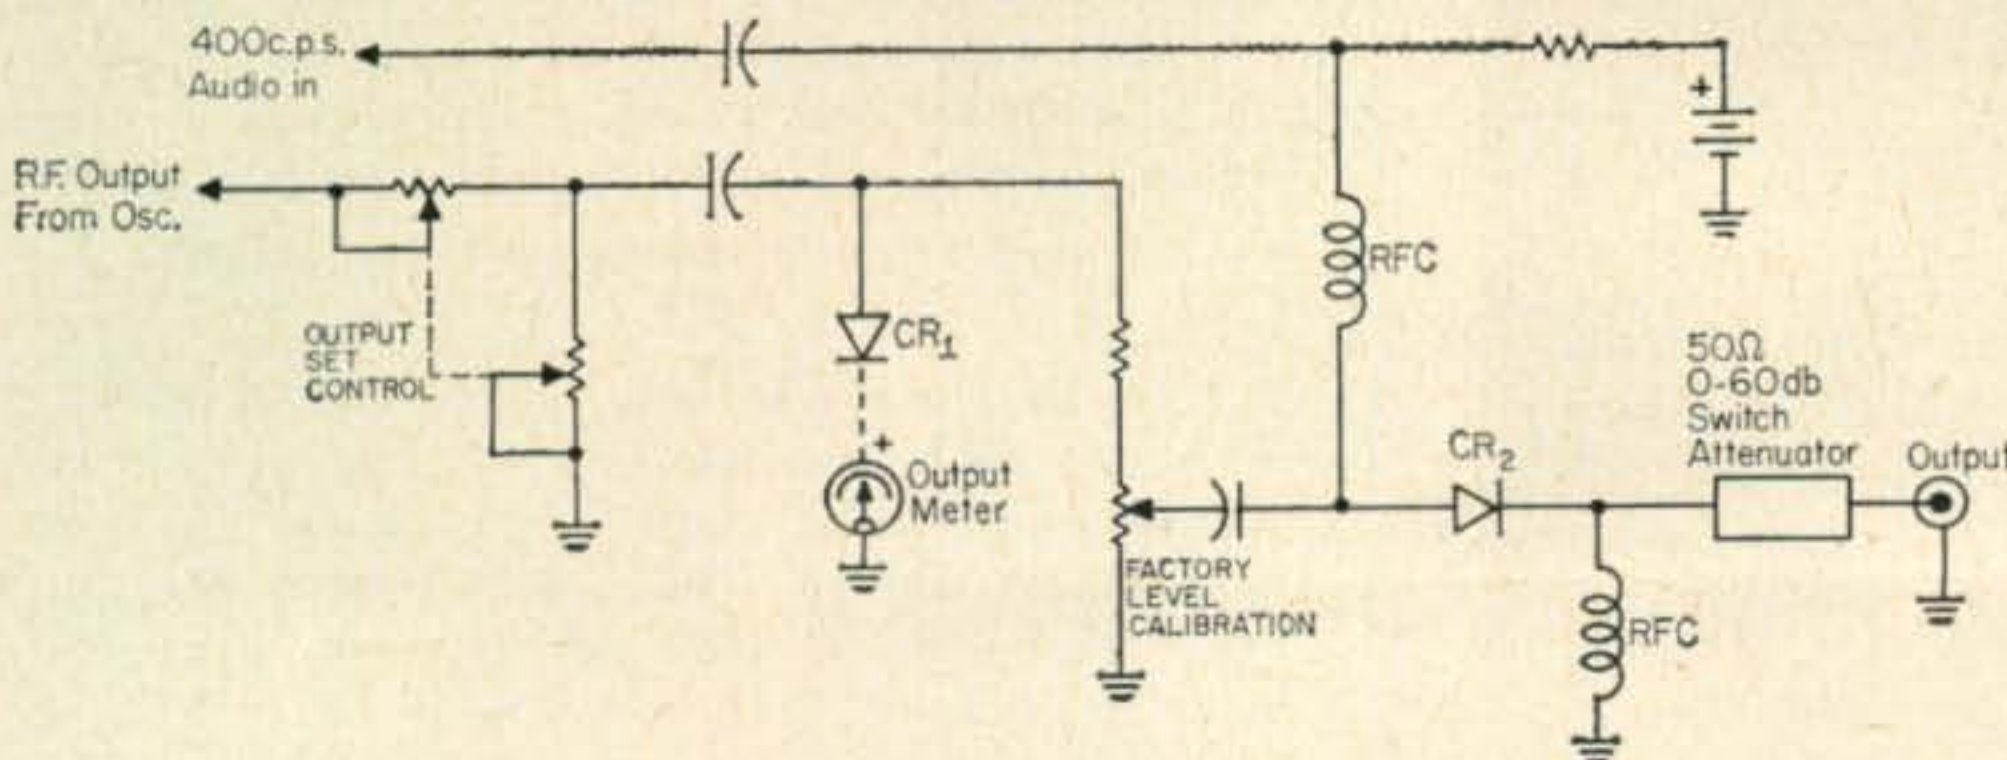 400c.p.s.
Audio in
+
R.F. Output
From Osc.
RFC
OUTPUT
SET
CONTROL
CR1
+
Output
Meter
50Ω
0-60db
Switch
Attenuator
CR2
Output
FACTORY
LEVEL
CALIBRATION
RFC